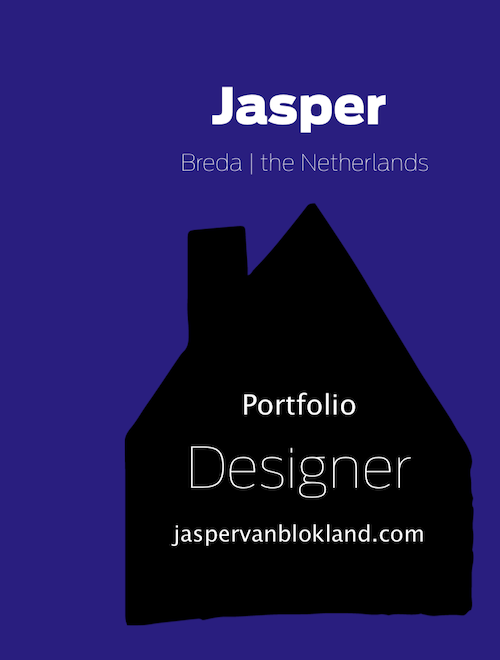 Jasper
Breda | the Netherlands
Portfolio
Designer
jaspervanblokland.com